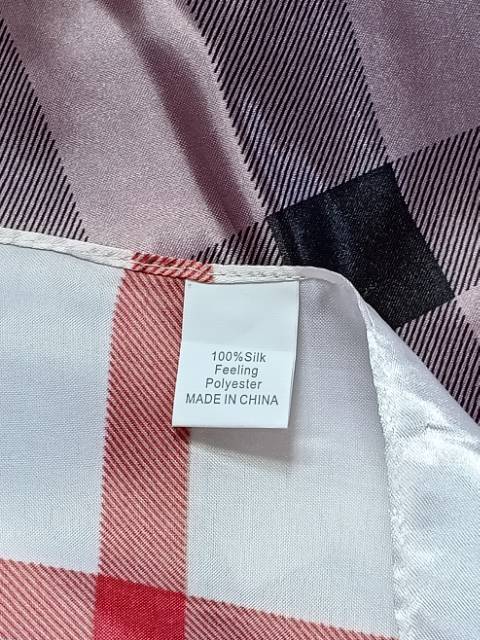 100%Silk
Feeling
Polyester
MADE IN CHINA